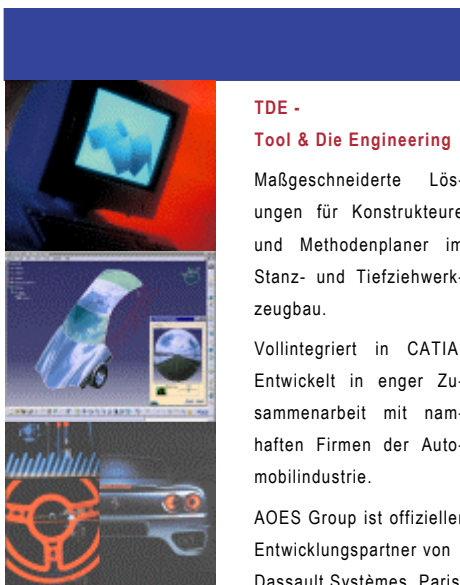 TDE -
Tool & Die Engineering
Maßgeschneiderte Lös-
ungen für Konstrukteure
und Methodenplaner im
Stanz- und Tiefziehwerk-
zeugbau.
Vollintegriert in CATIA.
Entwickelt in enger Zu-
sammenarbeit mit nam-
haften Firmen der Auto-
mobilindustrie.
AOES Group ist offizieller
Entwicklungspartner von
Dassault Systèmes, Paris.